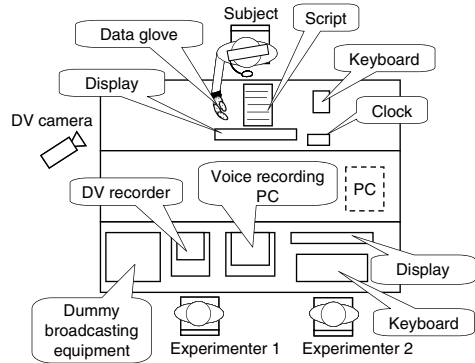 Subject
Data glove
Script
Display
Keyboard
Clock
DV camera
DV recorder
Voice recording
PC
PC
Display
Dummy
broadcasting
equipment
Keyboard
Experimenter 1
Experimenter 2